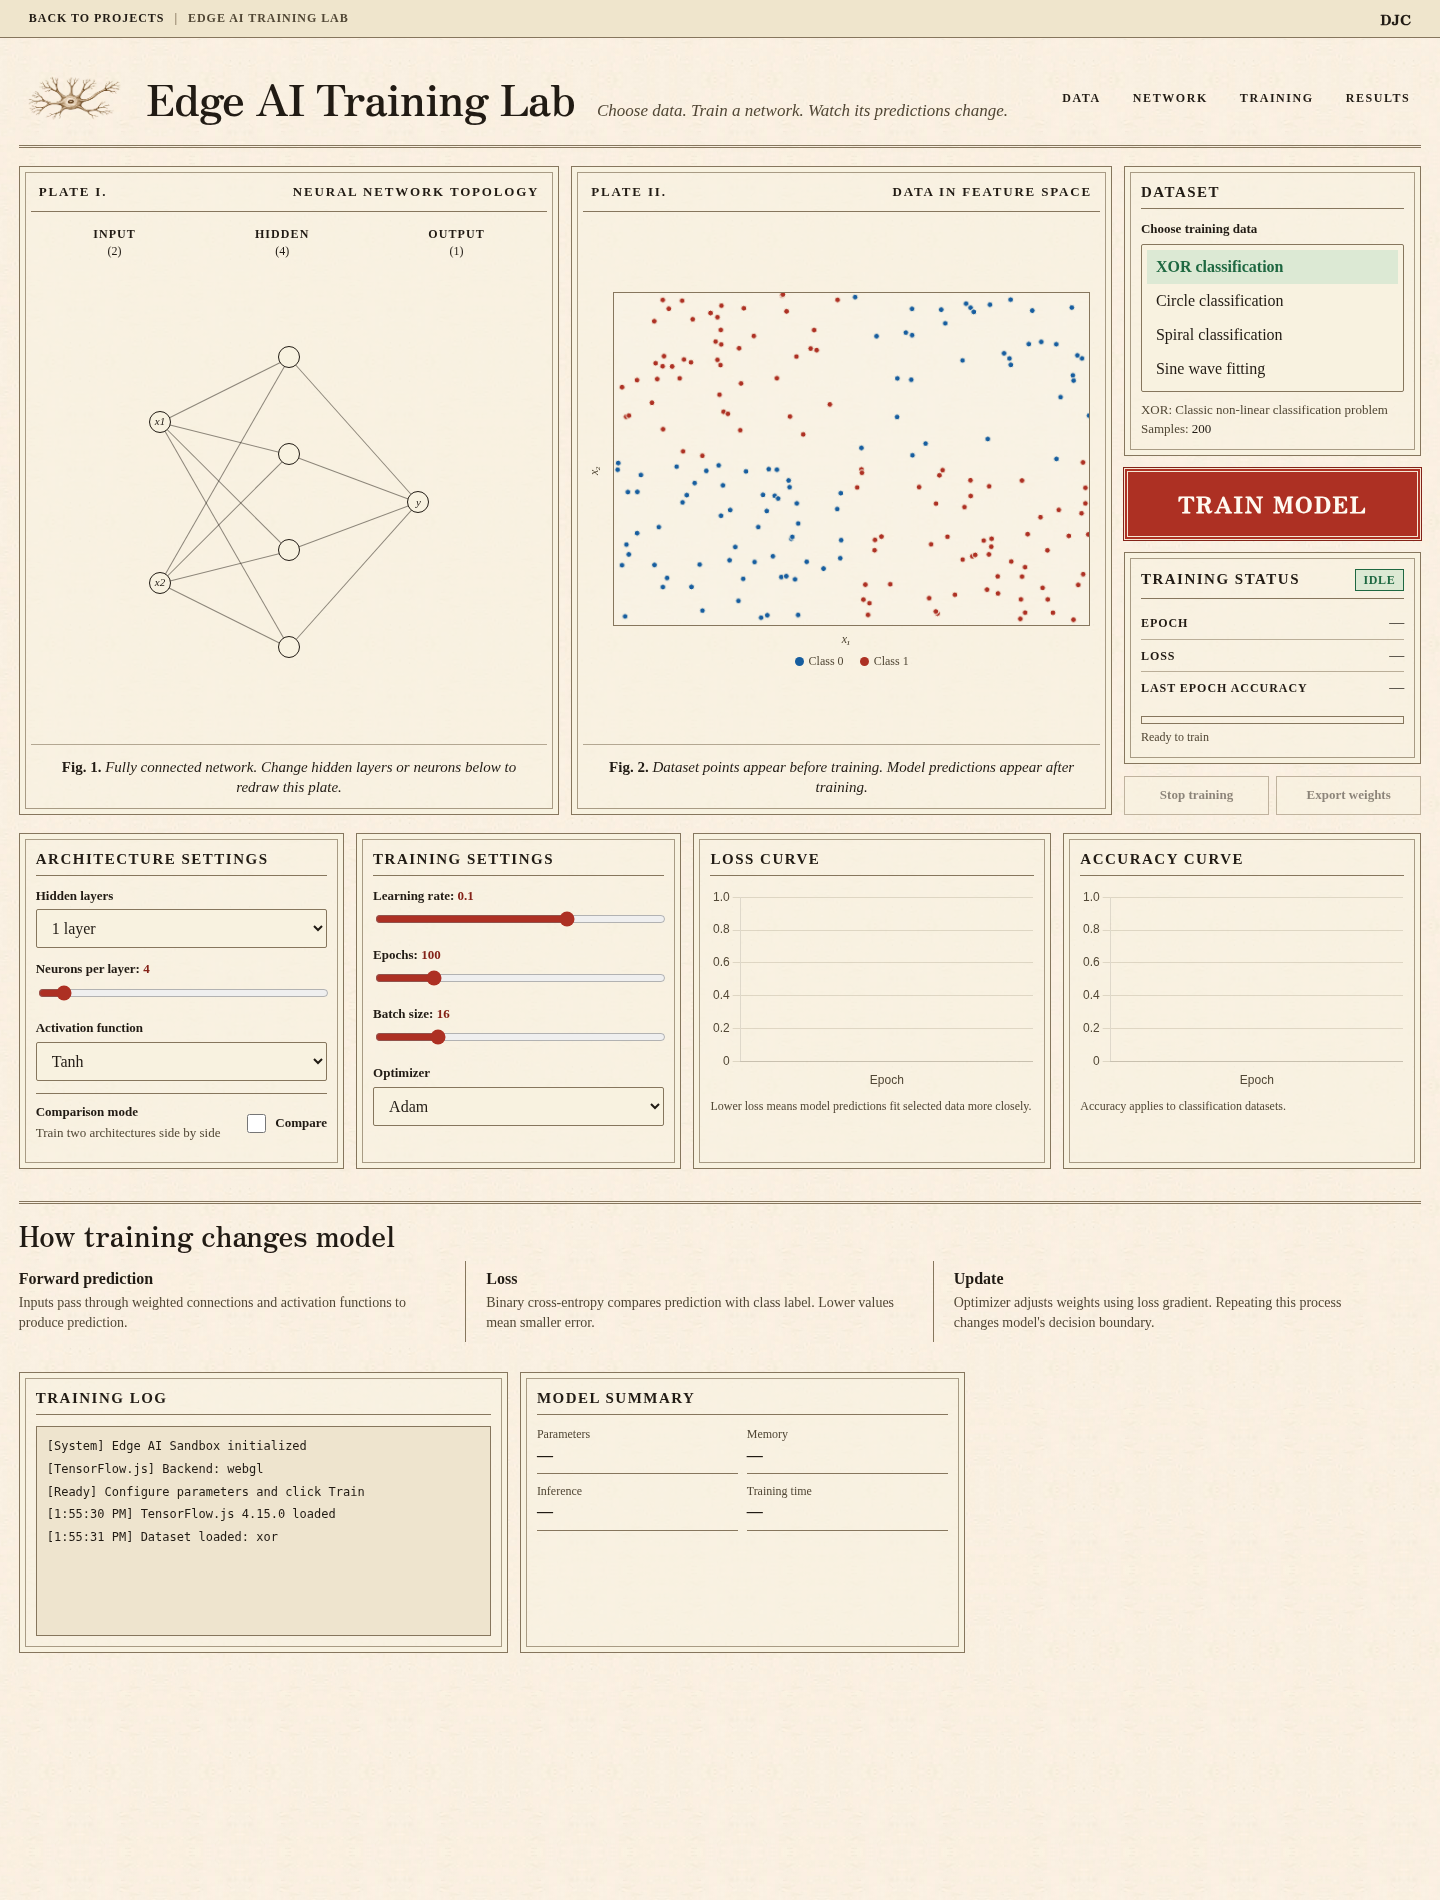 BACK TO PROJECTS | EDGE AI TRAINING LAB
DJC
Edge AI Training Lab
Choose data. Train a network. Watch its predictions change.
DATA
NETWORK
TRAINING
RESULTS
PLATE I.
NEURAL NETWORK TOPOLOGY
INPUT
(2)
HIDDEN
(4)
OUTPUT
(1)
x1
x2
y
Fig. 1. Fully connected network. Change hidden layers or neurons below to
redraw this plate.
PLATE II.
DATA IN FEATURE SPACE
x₂
x₁
Class 0
Class 1
Fig. 2. Dataset points appear before training. Model predictions appear after
training.
DATASET
Choose training data
XOR classification
Circle classification
Spiral classification
Sine wave fitting
XOR: Classic non-linear classification problem
Samples: 200
TRAIN MODEL
TRAINING STATUS
IDLE
EPOCH —
LOSS —
LAST EPOCH ACCURACY —
Ready to train
Stop training
Export weights
ARCHITECTURE SETTINGS
Hidden layers
1 layer
Neurons per layer: 4
Activation function
Tanh
Comparison mode
Train two architectures side by side
Compare
TRAINING SETTINGS
Learning rate: 0.1
Epochs: 100
Batch size: 16
Optimizer
Adam
LOSS CURVE
1.0
0.8
0.6
0.4
0.2
0
Epoch
Lower loss means model predictions fit selected data more closely.
ACCURACY CURVE
1.0
0.8
0.6
0.4
0.2
0
Epoch
Accuracy applies to classification datasets.
How training changes model
Forward prediction
Inputs pass through weighted connections and activation functions to
produce prediction.
Loss
Binary cross-entropy compares prediction with class label. Lower values
mean smaller error.
Update
Optimizer adjusts weights using loss gradient. Repeating this process
changes model's decision boundary.
TRAINING LOG
[System] Edge AI Sandbox initialized
[TensorFlow.js] Backend: webgl
[Ready] Configure parameters and click Train
[1:55:30 PM] TensorFlow.js 4.15.0 loaded
[1:55:31 PM] Dataset loaded: xor
MODEL SUMMARY
Parameters
—
Memory
—
Inference
—
Training time
—